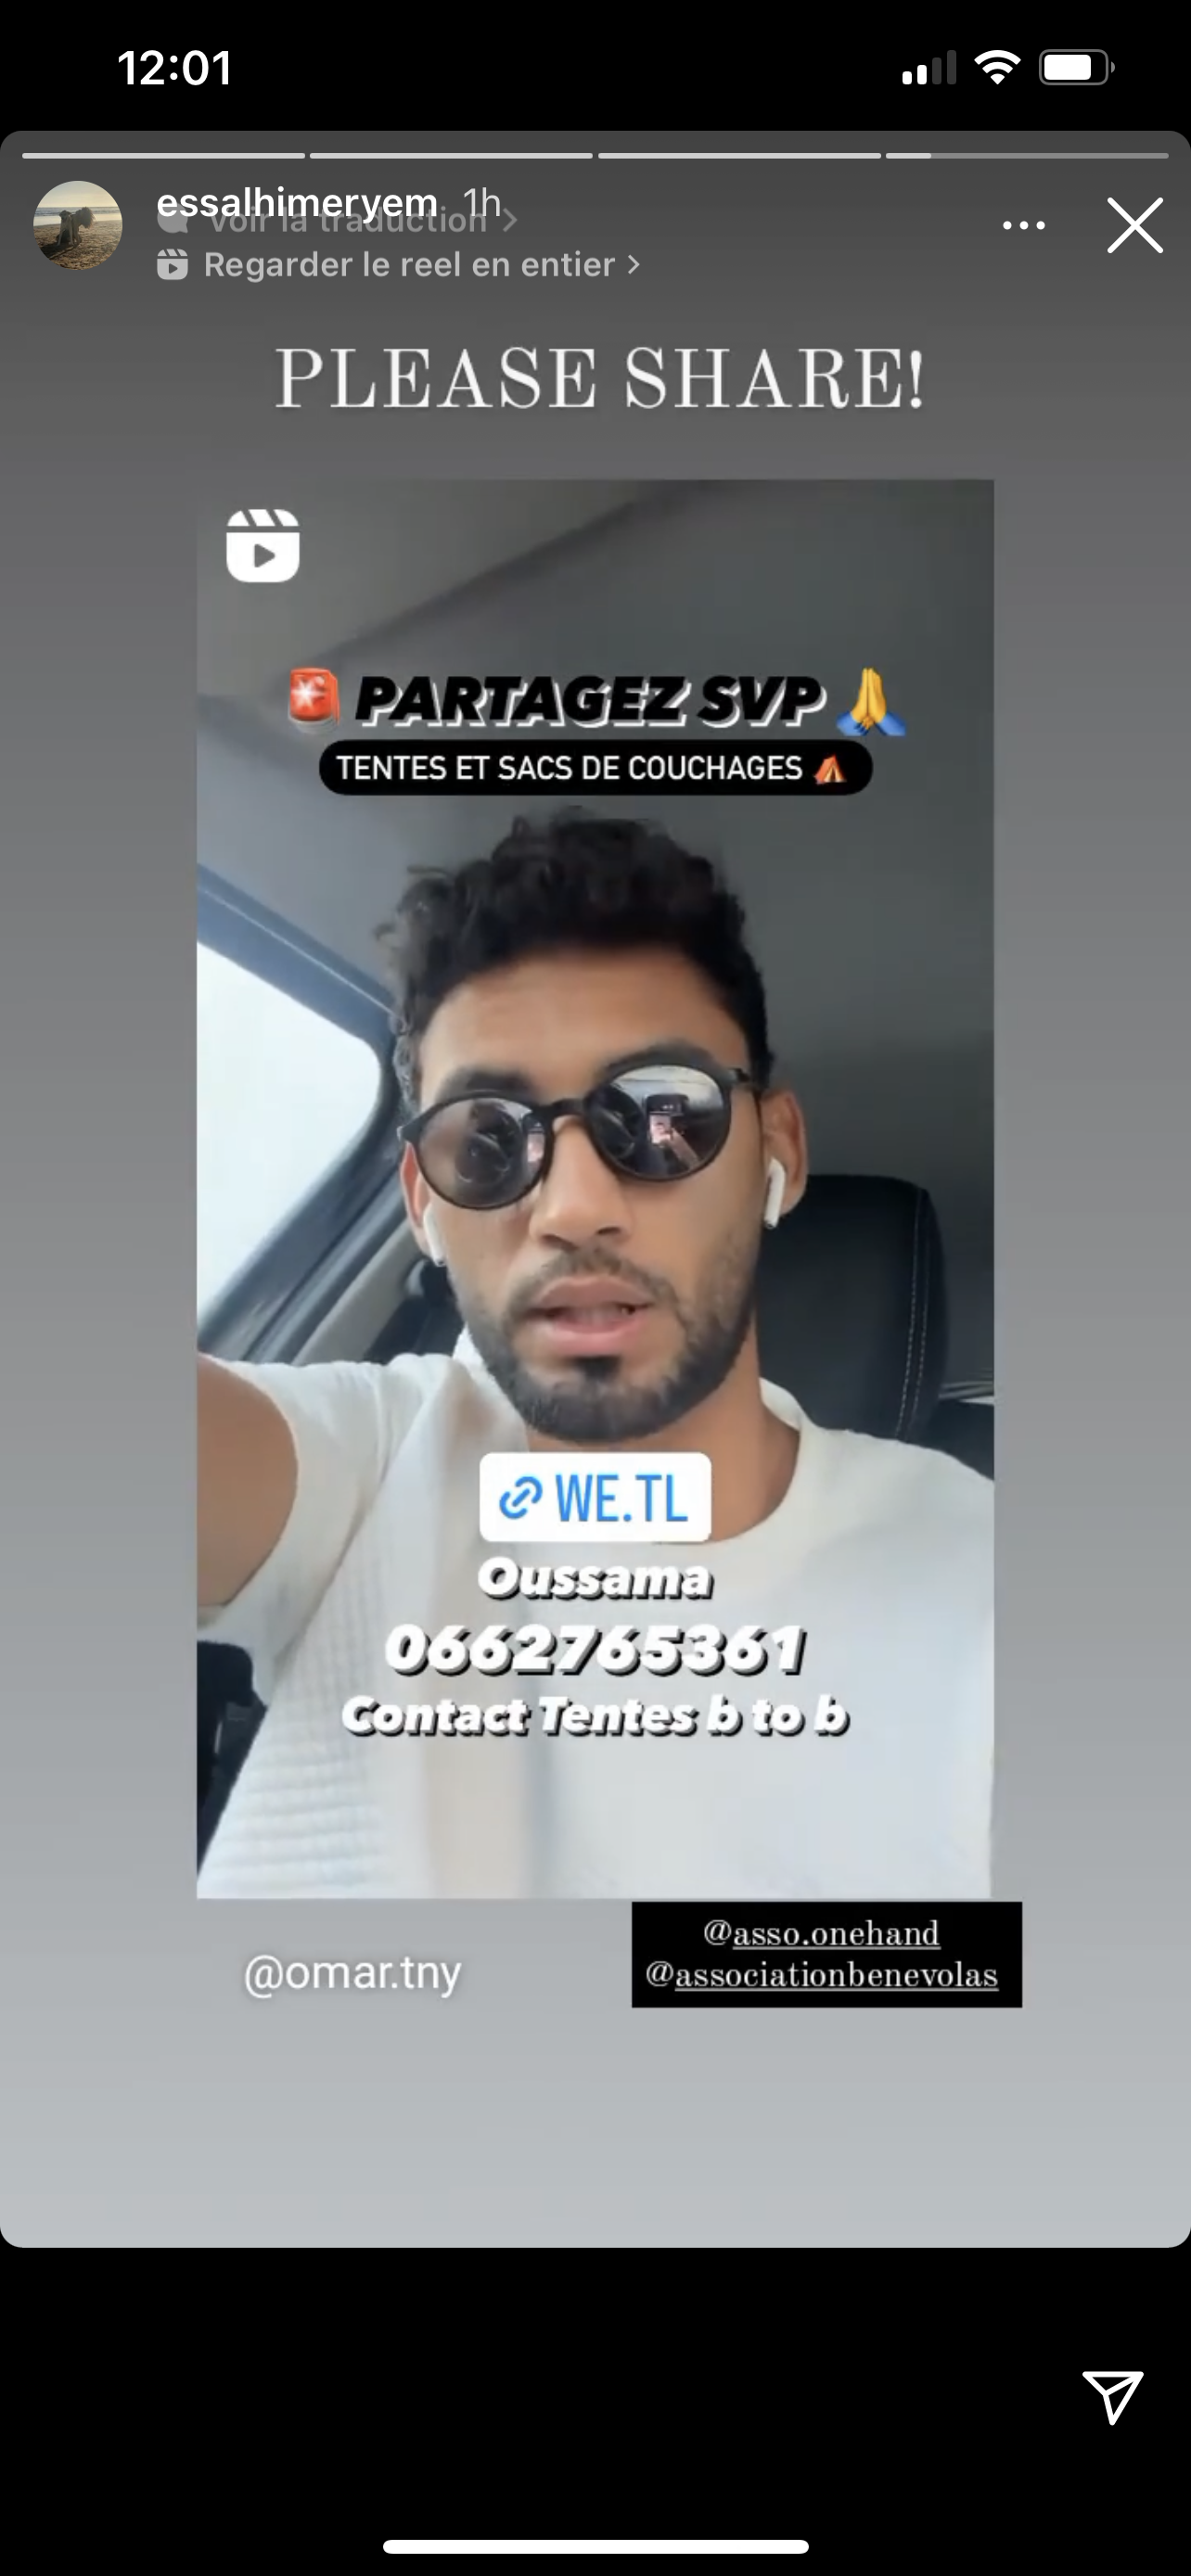 12:01
essalhimeryem 1h
Voir la traduction >
Regarder le reel en entier >
PLEASE SHARE!
🚨 PARTAGEZ SVP 🙏
TENTES ET SACS DE COUCHAGES ⛺
WE.TL
Oussama
0662765361
Contact Tentes b to b
@asso.onehand
@omar.tny
@associationbenevolas